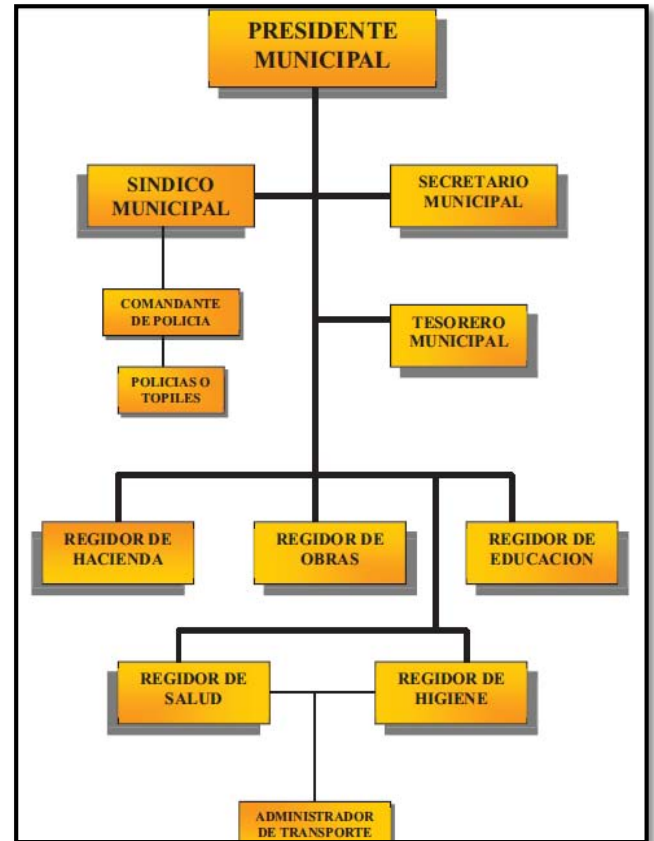 PRESIDENTE
MUNICIPAL
SINDICO
MUNICIPAL
SECRETARIO
MUNICIPAL
COMANDANTE
DE POLICIA
TESORERO
MUNICIPAL
POLICIAS O
TOPILES
REGIDOR DE
HACIENDA
REGIDOR DE
OBRAS
REGIDOR DE
EDUCACION
REGIDOR DE
SALUD
REGIDOR DE
HIGIENE
ADMINISTRADOR
DE TRANSPORTE